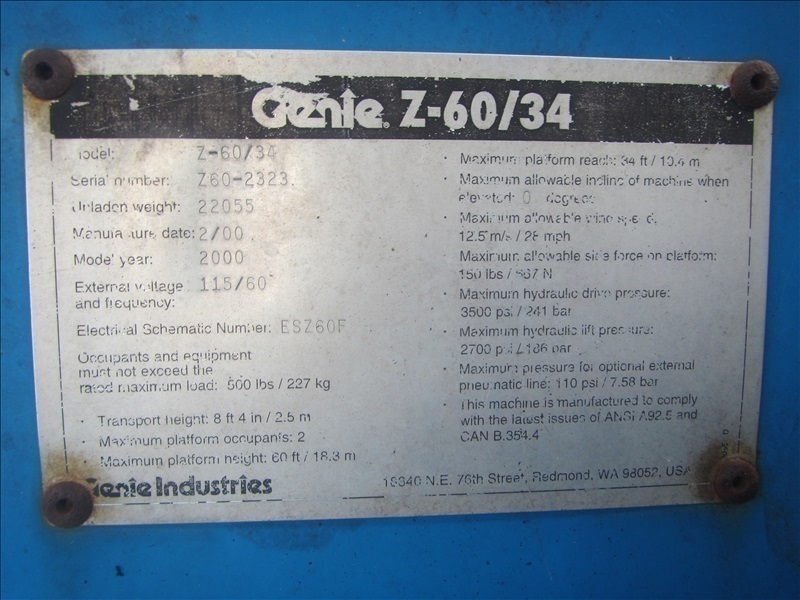 Genie Z-60/34
Model: Z-60/34
Serial number: Z60-2323
Unladen weight: 22055
Manufacture date: 2/00
Model year: 2000
External voltage 115/60
and frequency:
Electrical Schematic Number: ESZ60F
Occupants and equipment
must not exceed the
rated maximum load: 500 lbs / 227 kg
· Transport height: 8 ft 4 in / 2.5 m
· Maximum platform occupants: 2
· Maximum platform height: 60 ft / 18.3 m
· Maximum platform reach: 34 ft / 10.4 m
· Maximum allowable incline of machine when
elevated: 0 degrees
· Maximum allowable wind speed:
12.5 m/s / 28 mph
· Maximum allowable side force on platform:
150 lbs / 667 N
· Maximum hydraulic drive pressure:
3500 psi / 241 bar
· Maximum hydraulic lift pressure:
2700 psi / 186 bar
· Maximum pressure for optional external
pneumatic line: 110 psi / 7.58 bar
· This machine is manufactured to comply
with the latest issues of ANSI A92.5 and
CAN B.354.4
Genie Industries
18340 N.E. 76th Street, Redmond, WA 98052, USA